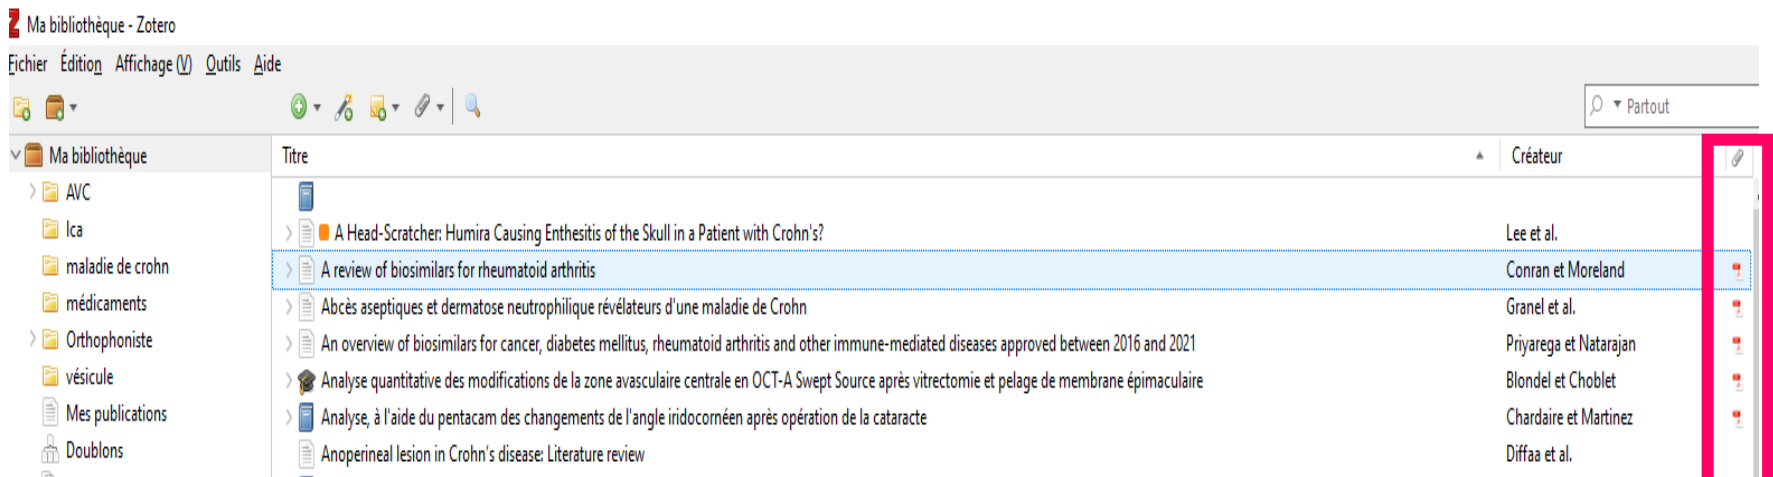 Z Ma bibliothèque - Zotero
Fichier Édition Affichage (V) Outils Aide
Partout
Ma bibliothèque Titre Créateur
AVC
Ica A Head-Scratcher: Humira Causing Enthesitis of the Skull in a Patient with Crohn's? Lee et al.
maladie de crohn A review of biosimilars for rheumatoid arthritis Conran et Moreland
médicaments Abcès aseptiques et dermatose neutrophilique révélateurs d'une maladie de Crohn Granel et al.
Orthophoniste An overview of biosimilars for cancer, diabetes mellitus, rheumatoid arthritis and other immune-mediated diseases approved between 2016 and 2021 Priyarega et Natarajan
vésicule Analyse quantitative des modifications de la zone avasculaire centrale en OCT-A Swept Source après vitrectomie et pelage de membrane épimaculaire Blondel et Choblet
Mes publications Analyse, à l'aide du pentacam des changements de l'angle iridocornéen après opération de la cataracte Chardaire et Martinez
Doublons Anoperineal lesion in Crohn's disease: Literature review Diffaa et al.